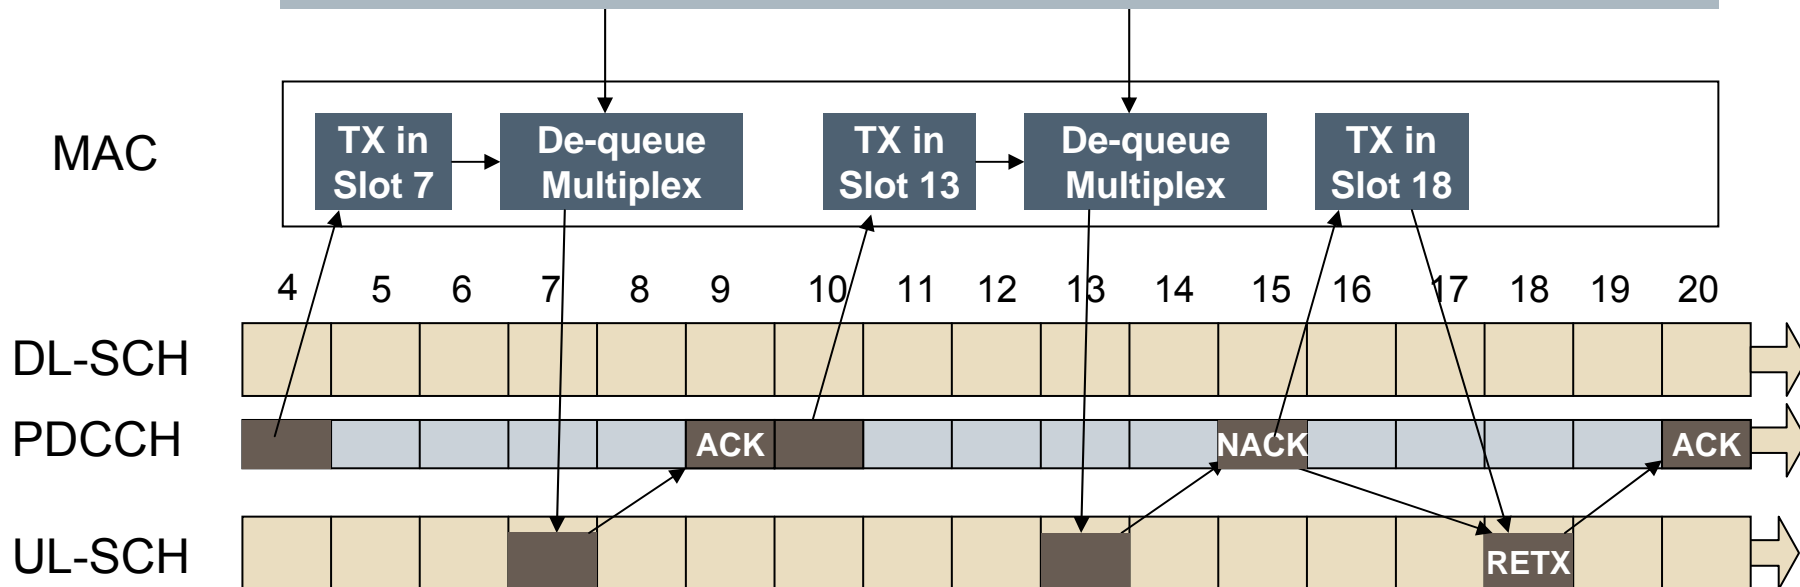 MAC
TX in
Slot 7
De-queue
Multiplex
TX in
Slot 13
De-queue
Multiplex
TX in
Slot 18
4 5 6 7 8 9 10 11 12 13 14 15 16 17 18 19 20
DL-SCH
PDCCH ACK NACK ACK
UL-SCH RETX